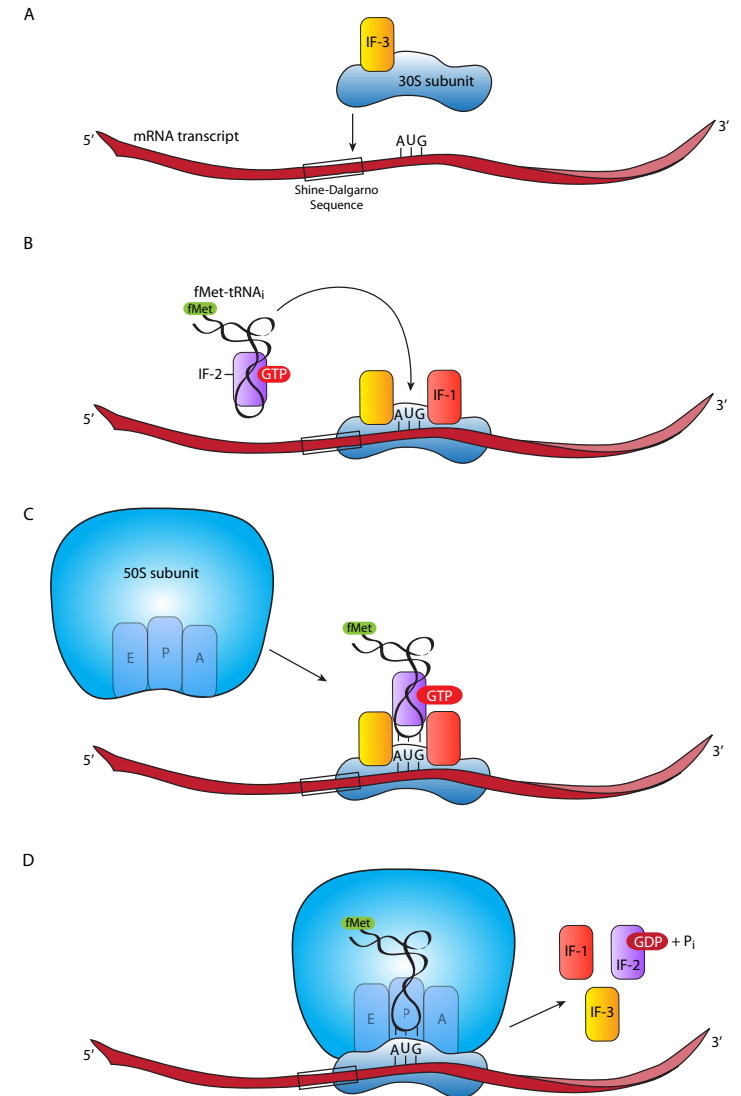 A
IF-3
30S subunit
5’
mRNA transcript
AUG
3’
Shine-Dalgarno
Sequence
B
fMet-tRNAi
fMet
IF-2
GTP
IF-1
AUG
5’
3’
C
50S subunit
E P A
fMet
GTP
AUG
5’
3’
D
fMet
IF-1
GDP + Pi
IF-2
IF-3
E P A
AUG
5’
3’